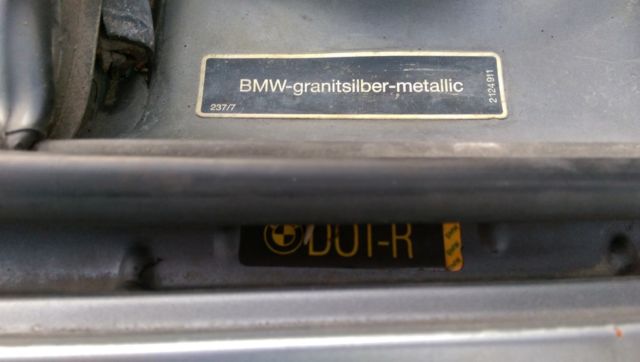 BMW-granitsilber-metallic
237/7
2124911
DOT-R